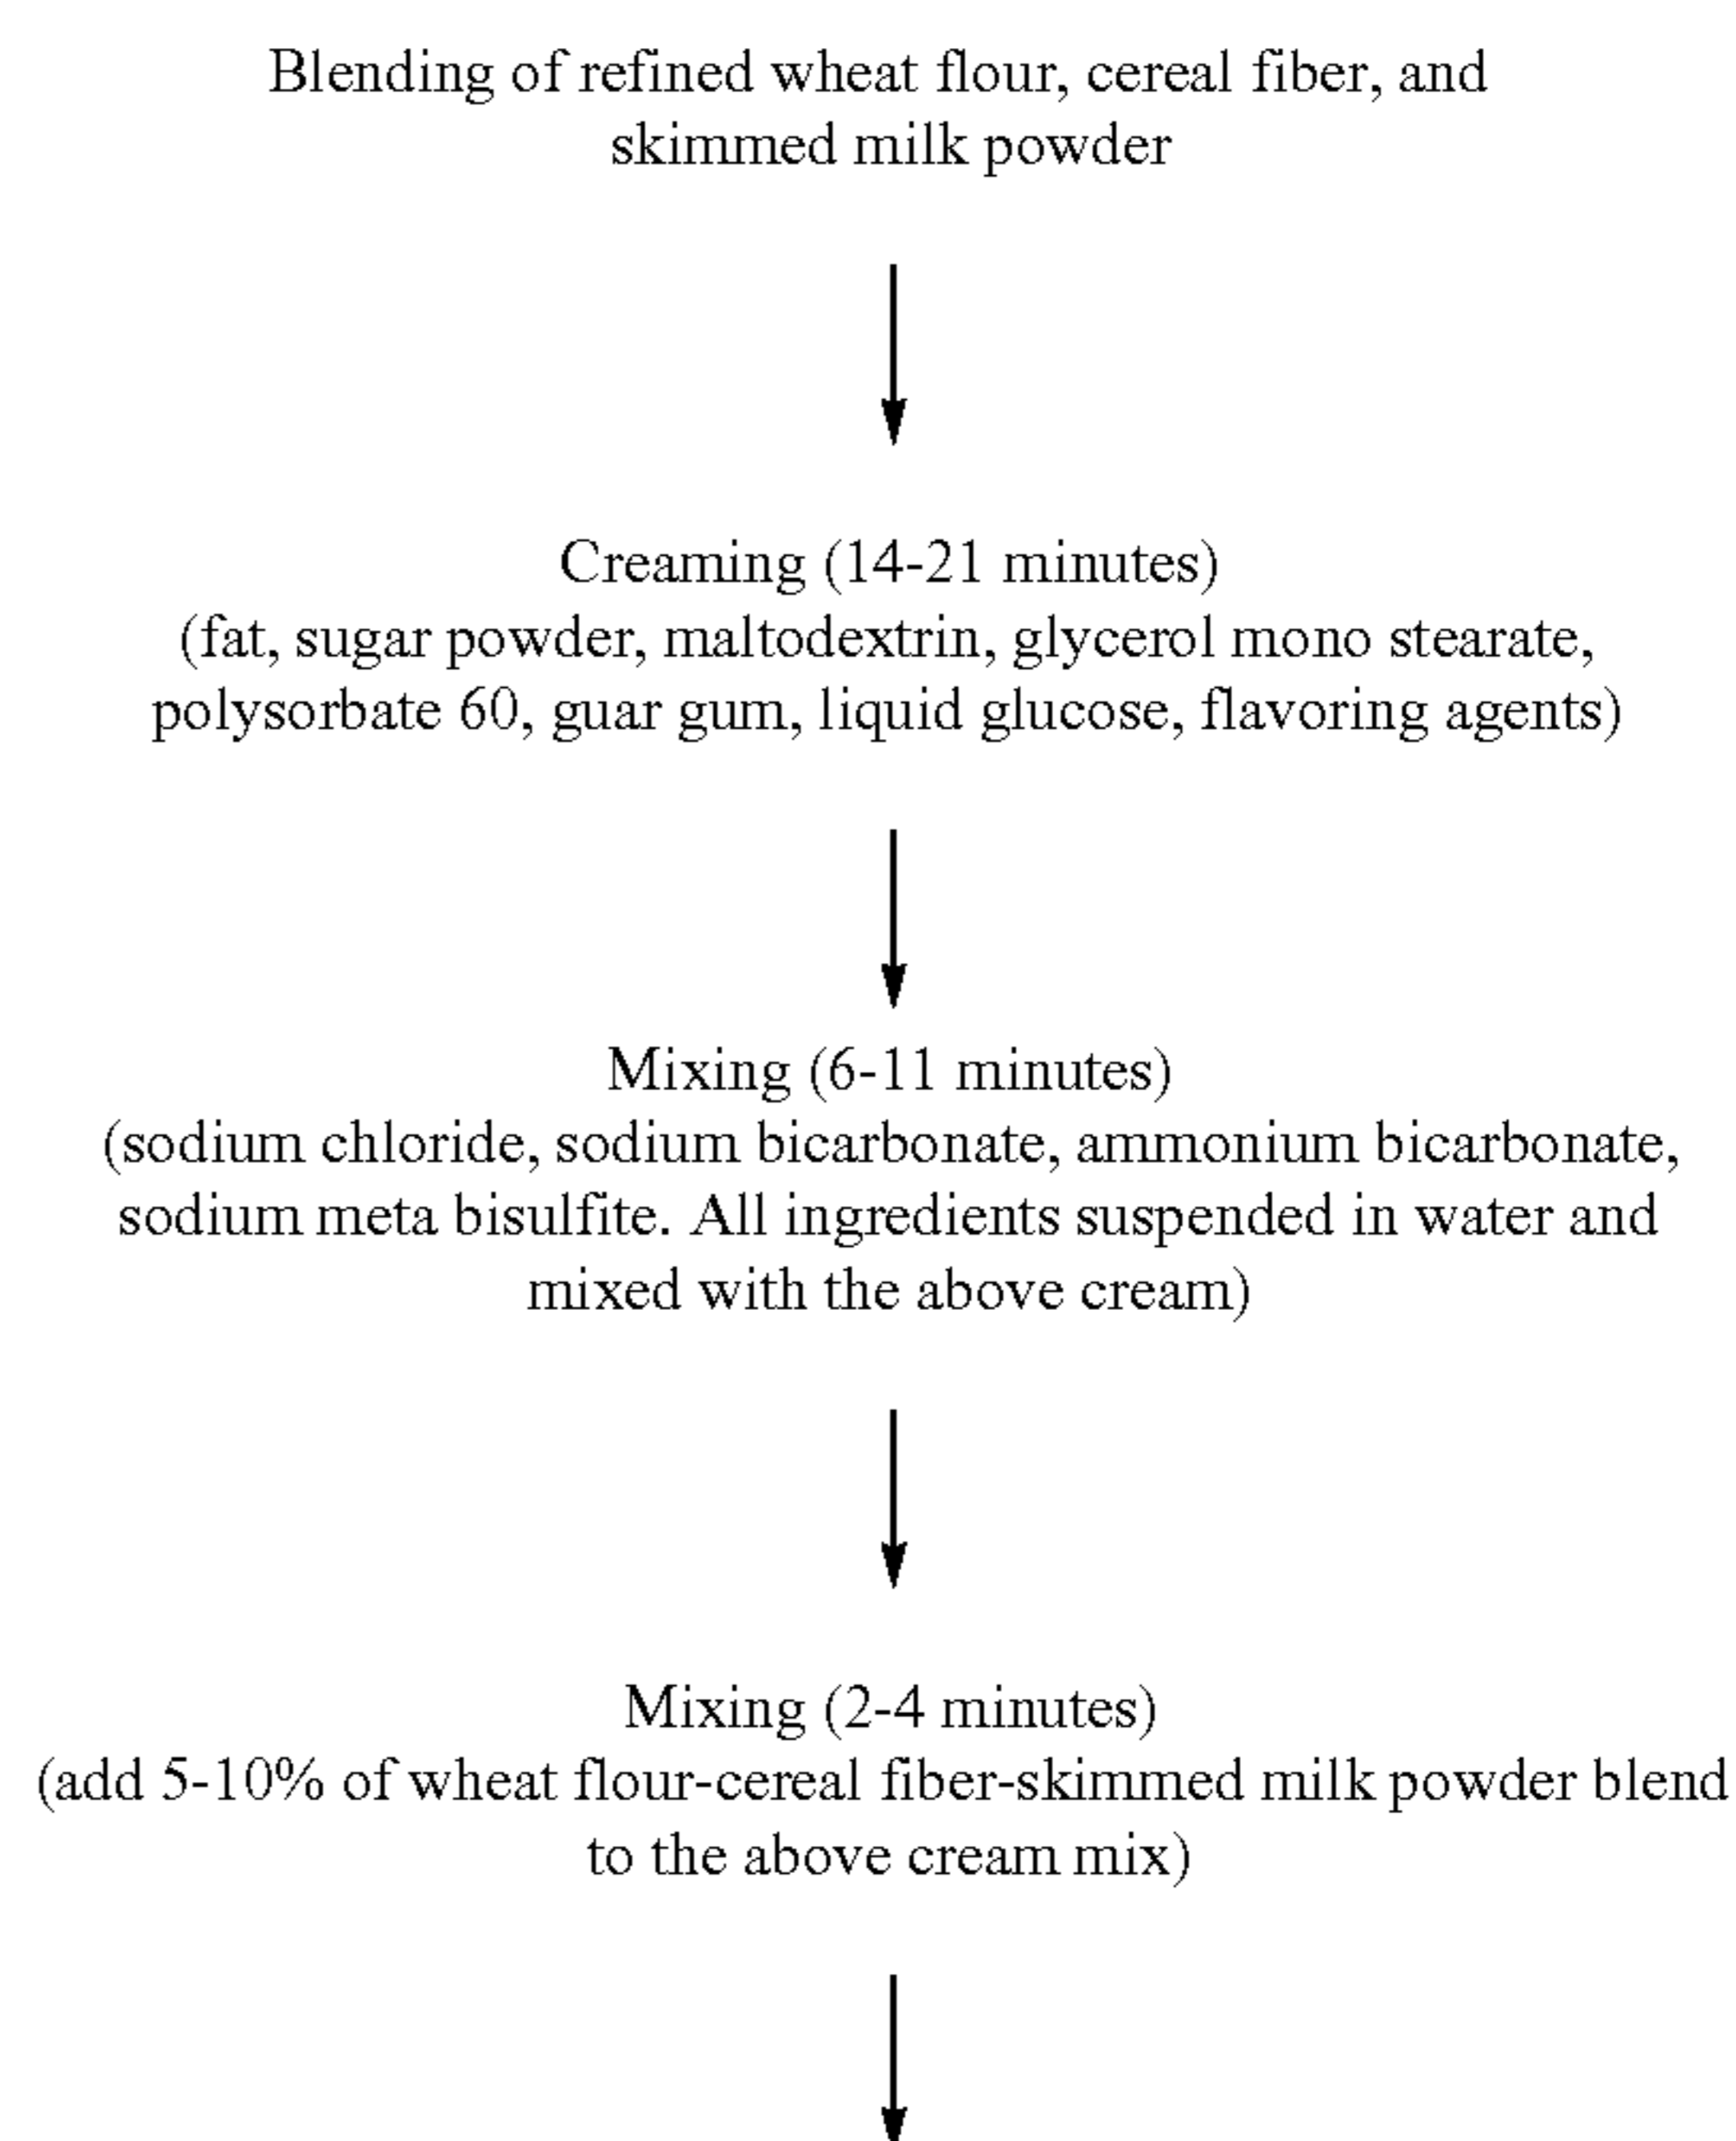 Blending of refined wheat flour, cereal fiber, and
skimmed milk powder
Creaming (14-21 minutes)
(fat, sugar powder, maltodextrin, glycerol mono stearate,
polysorbate 60, guar gum, liquid glucose, flavoring agents)
Mixing (6-11 minutes)
(sodium chloride, sodium bicarbonate, ammonium bicarbonate,
sodium meta bisulfite. All ingredients suspended in water and
mixed with the above cream)
Mixing (2-4 minutes)
(add 5-10% of wheat flour-cereal fiber-skimmed milk powder blend
to the above cream mix)